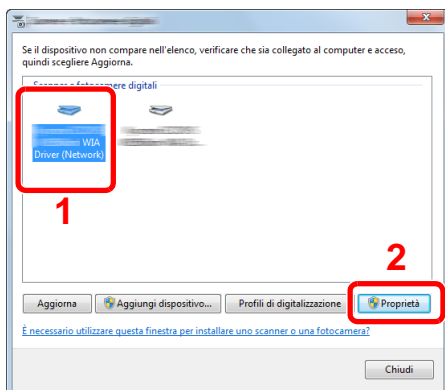 Se il dispositivo non compare nell'elenco, verificare che sia collegato al computer e acceso,
quindi scegliere Aggiorna.
Scanner e fotocamere digitali
WIA
Driver (Network)
1
2
Aggiorna
Aggiungi dispositivo...
Profili di digitalizzazione
Proprietà
È necessario utilizzare questa finestra per installare uno scanner o una fotocamera?
Chiudi